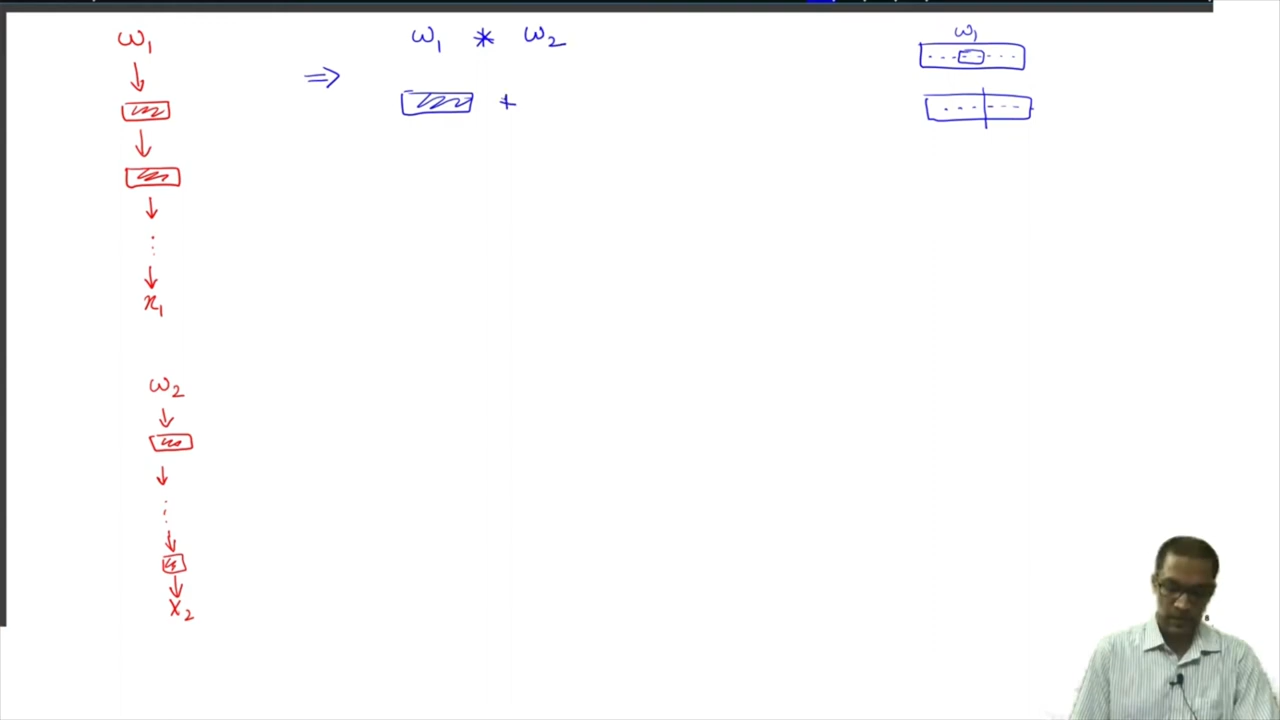 ω₁
↓
↓
↓
⋮
↓
x₁
ω₂
↓
↓
⋮
↓
↓
x₂
⇒
ω₁ * ω₂
+
ω₁
. . . . . .
. . . . . .